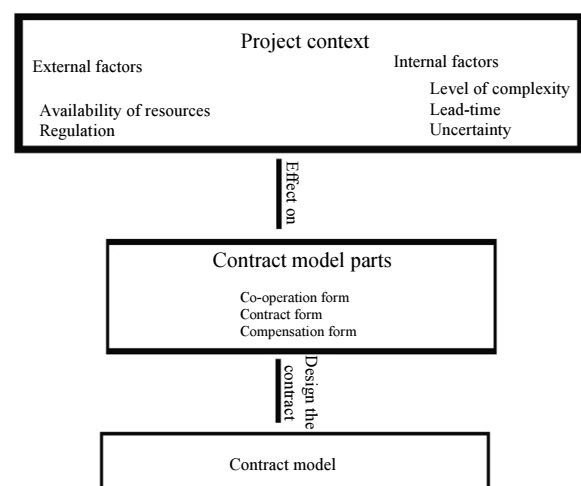 Project context
External factors
Internal factors
Availability of resources
Regulation
Level of complexity
Lead-time
Uncertainty
Effect on
Contract model parts
Co-operation form
Contract form
Compensation form
Design the
contract
Contract model